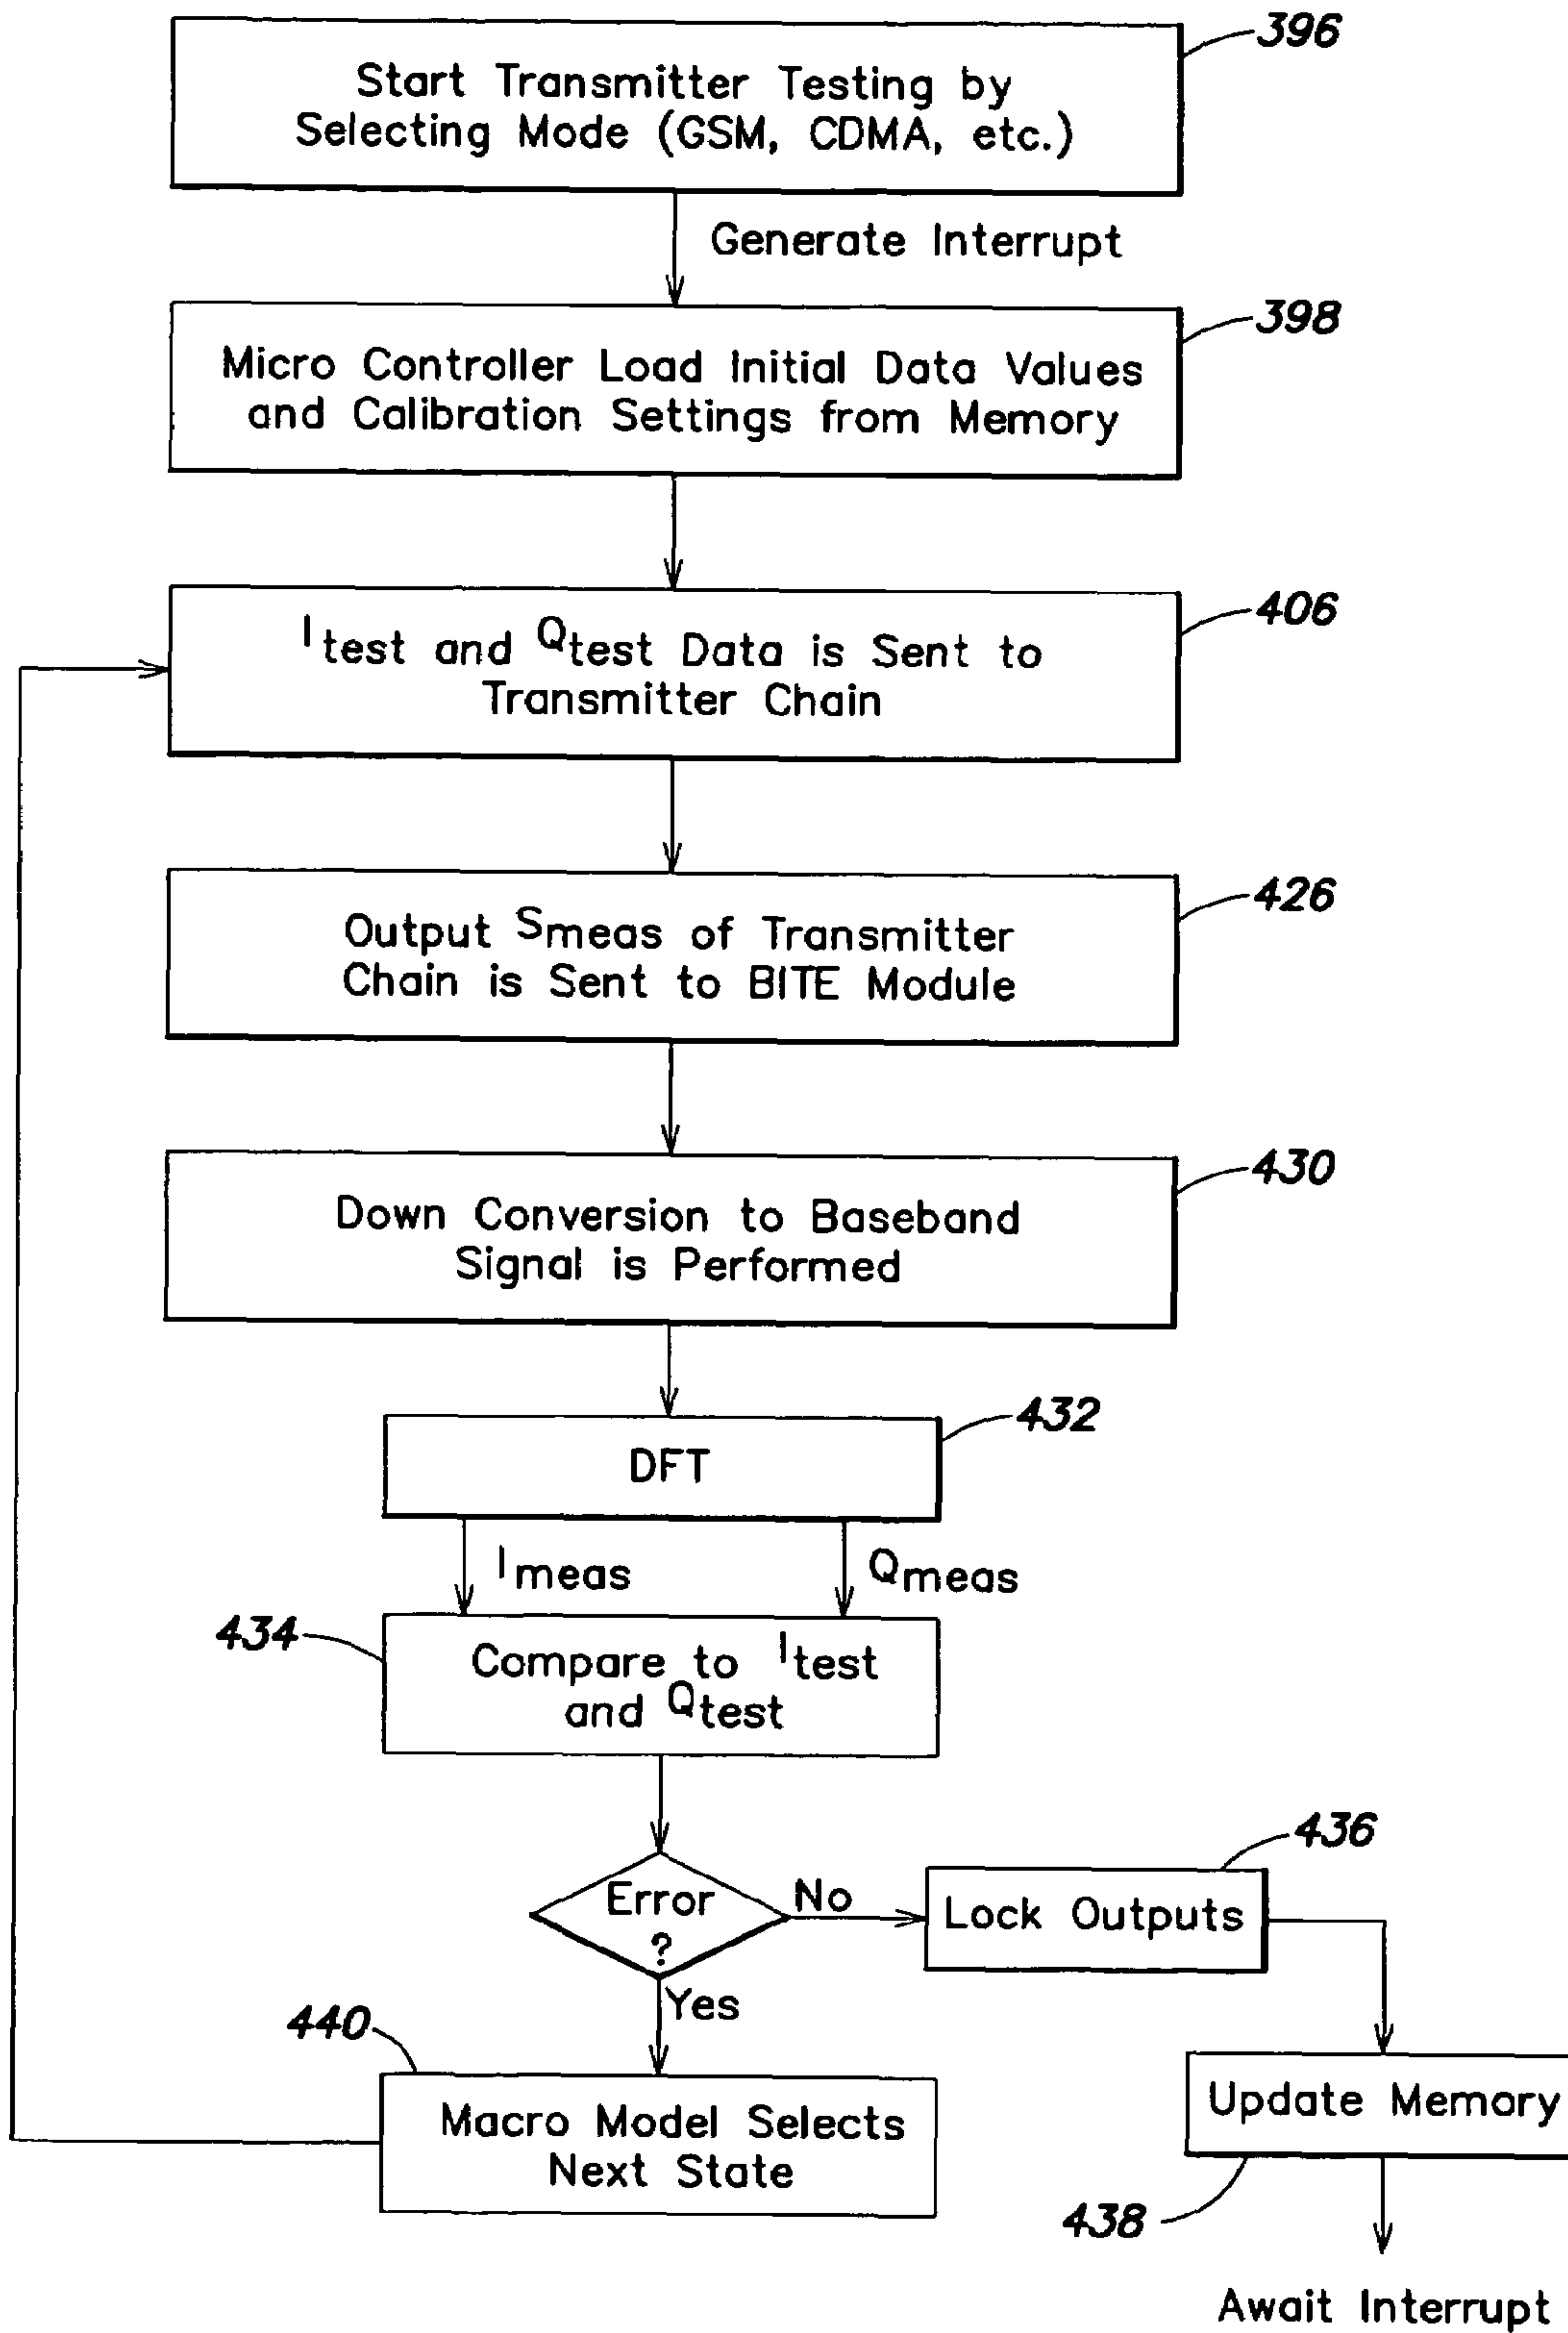 396
Start Transmitter Testing by
Selecting Mode (GSM, CDMA, etc.)
Generate Interrupt
398
Micro Controller Load Initial Data Values
and Calibration Settings from Memory
406
Itest and Qtest Data is Sent to
Transmitter Chain
426
Output Smeas of Transmitter
Chain is Sent to BITE Module
430
Down Conversion to Baseband
Signal is Performed
432
DFT
Imeas Qmeas
434
Compare to Itest
and Qtest
436
Error
?
No
Lock Outputs
Yes
440
Macro Model Selects
Next State
Update Memory
438
Await Interrupt